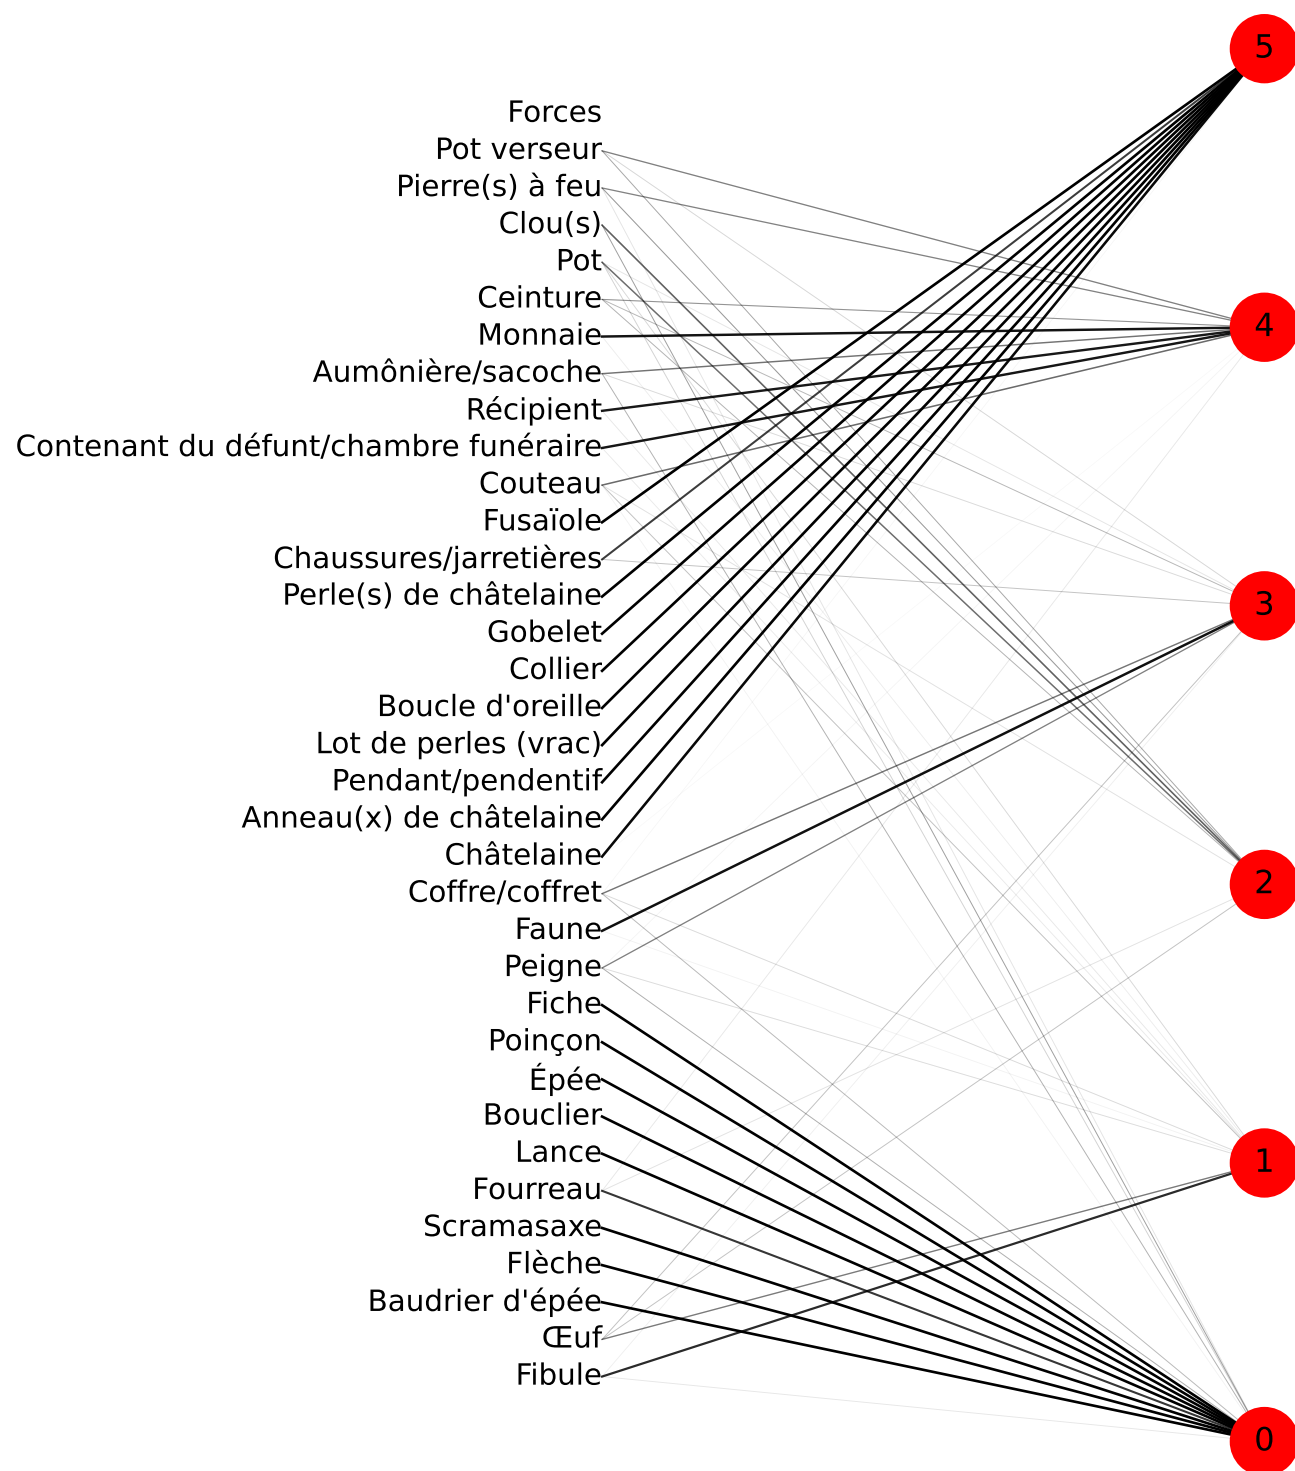 5
Forces
Pot verseur
Pierre(s) à feu
Clou(s)
Pot
Ceinture
Monnaie
4
Aumônière/sacoche
Récipient
Contenant du défunt/chambre funéraire
Couteau
Fusaïole
Chaussures/jarretières
Perle(s) de châtelaine
3
Gobelet
Collier
Boucle d'oreille
Lot de perles (vrac)
Pendant/pendentif
Anneau(x) de châtelaine
Châtelaine
Coffre/coffret
2
Faune
Peigne
Fiche
Poinçon
Épée
Bouclier
Lance
1
Fourreau
Scramasaxe
Flèche
Baudrier d'épée
Œuf
Fibule
0